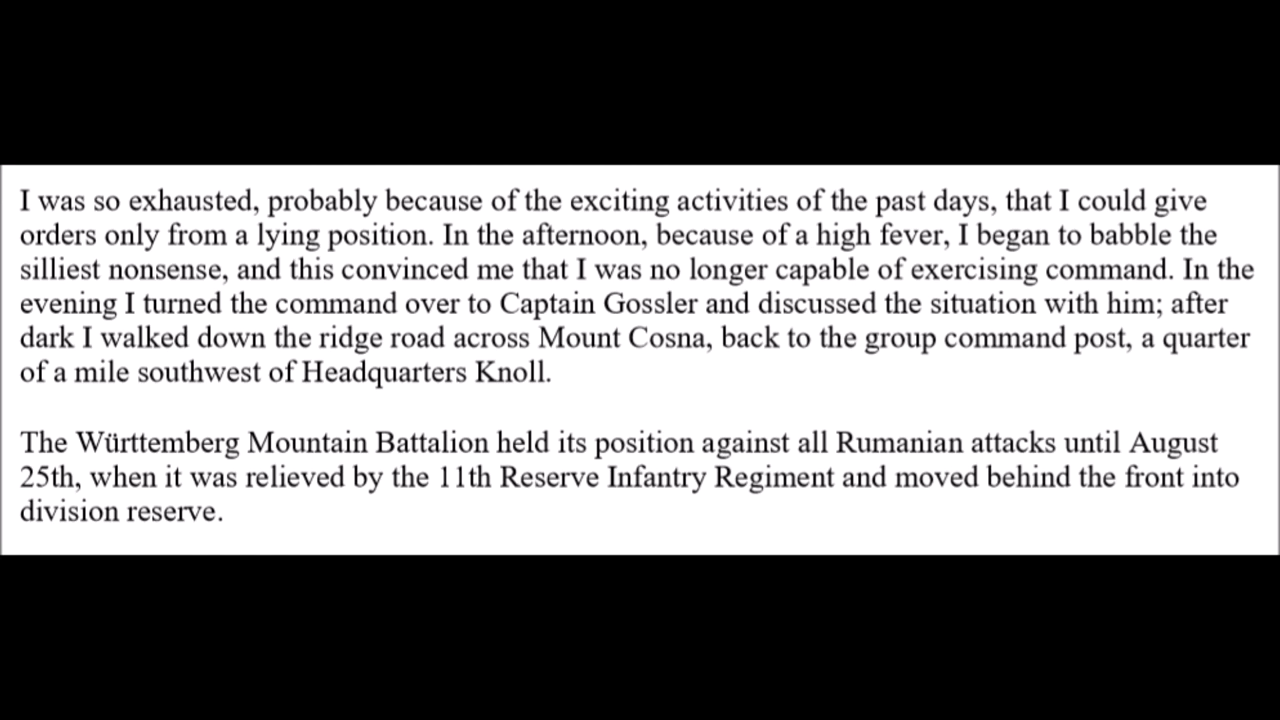 I was so exhausted, probably because of the exciting activities of the past days, that I could give
orders only from a lying position. In the afternoon, because of a high fever, I began to babble the
silliest nonsense, and this convinced me that I was no longer capable of exercising command. In the
evening I turned the command over to Captain Gossler and discussed the situation with him; after
dark I walked down the ridge road across Mount Cosna, back to the group command post, a quarter
of a mile southwest of Headquarters Knoll.
The Württemberg Mountain Battalion held its position against all Rumanian attacks until August
25th, when it was relieved by the 11th Reserve Infantry Regiment and moved behind the front into
division reserve.